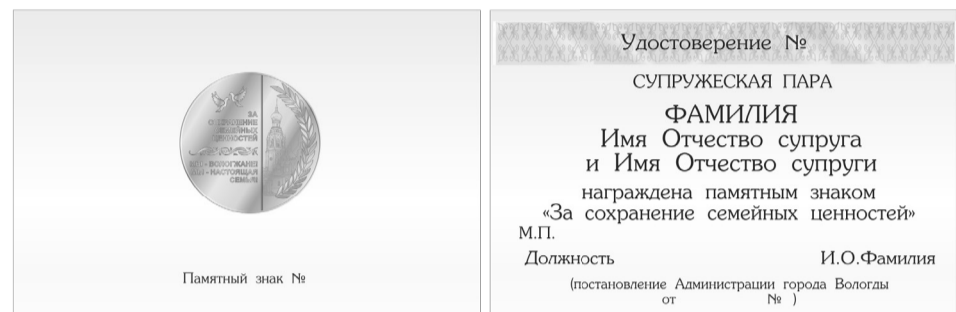 ЗА
СОХРАНЕНИЕ
СЕМЕЙНЫХ
ЦЕННОСТЕЙ
МЫ - ВОЛОГЖАНЕ!
МЫ - НАСТОЯЩАЯ
СЕМЬЯ!
Памятный знак №
Удостоверение №
СУПРУЖЕСКАЯ ПАРА
ФАМИЛИЯ
Имя Отчество супруга
и Имя Отчество супруги
награждена памятным знаком
«За сохранение семейных ценностей»
М.П.
Должность И.О.Фамилия
(постановление Администрации города Вологды
от № )